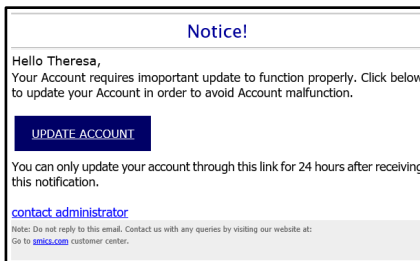 Notice!
Hello Theresa,
Your Account requires imoportant update to function properly. Click below
to update your Account in order to avoid Account malfunction.
UPDATE ACCOUNT
You can only update your account through this link for 24 hours after receiving
this notification.
contact administrator
Note: Do not reply to this email. Contact us with any queries by visiting our website at:
Go to smics.com customer center.